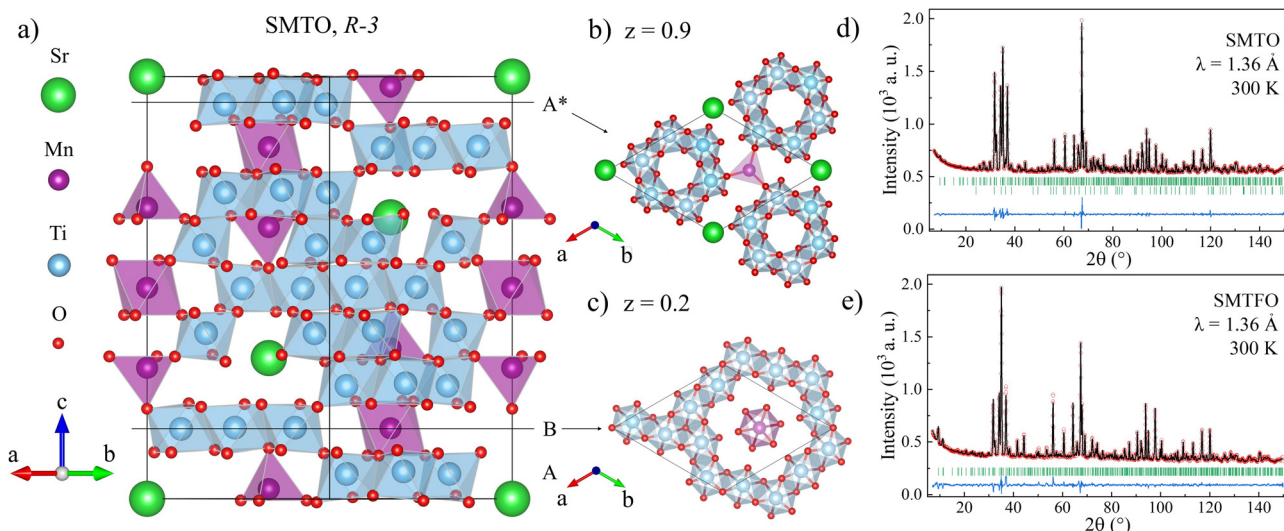 a)
SMTO, R-3
Sr
Mn
Ti
O
c
a
b
A*
B
A
b) z = 0.9
a
b
c) z = 0.2
a
b
d)
SMTO
λ = 1.36 Å
300 K
Intensity (10³ a. u.)
2.0
1.5
1.0
0.5
0.0
20 40 60 80 100 120 140
2θ (°)
e)
SMTFO
λ = 1.36 Å
300 K
Intensity (10³ a. u.)
2.0
1.5
1.0
0.5
0.0
20 40 60 80 100 120 140
2θ (°)